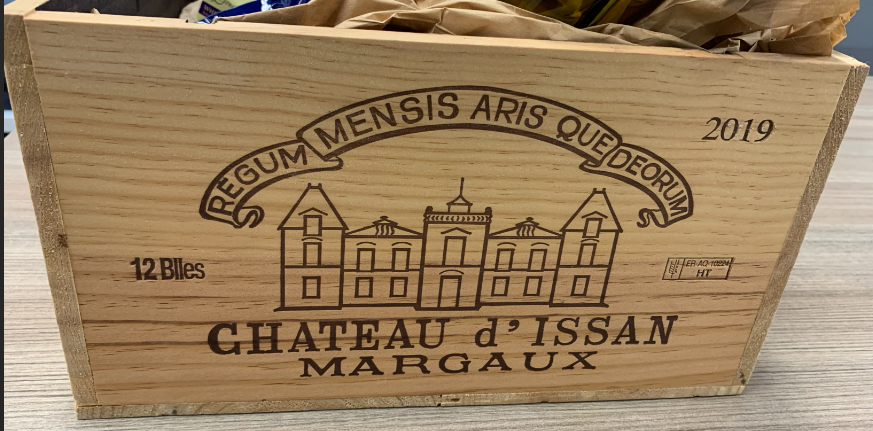 REGUM MENSIS ARIS QUE DEORUM
2019
12 Blles
HT
CHATEAU d' ISSAN
MARGAUX